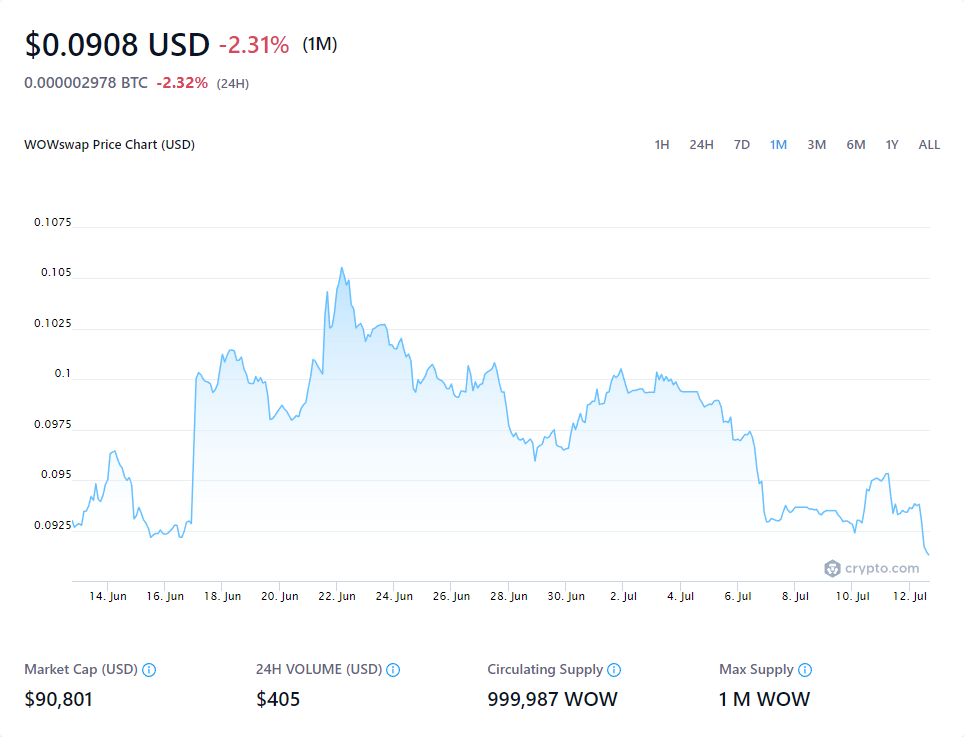 $0.0908 USD -2.31% (1M)
0.000002978 BTC -2.32% (24H)
WOWswap Price Chart (USD) 1H 24H 7D 1M 3M 6M 1Y ALL
0.1075
0.105
0.1025
0.1
0.0975
0.095
0.0925
crypto.com
14. Jun 16. Jun 18. Jun 20. Jun 22. Jun 24. Jun 26. Jun 28. Jun 30. Jun 2. Jul 4. Jul 6. Jul 8. Jul 10. Jul 12. Jul
Market Cap (USD) 24H VOLUME (USD) Circulating Supply Max Supply
$90,801 $405 999,987 WOW 1 M WOW